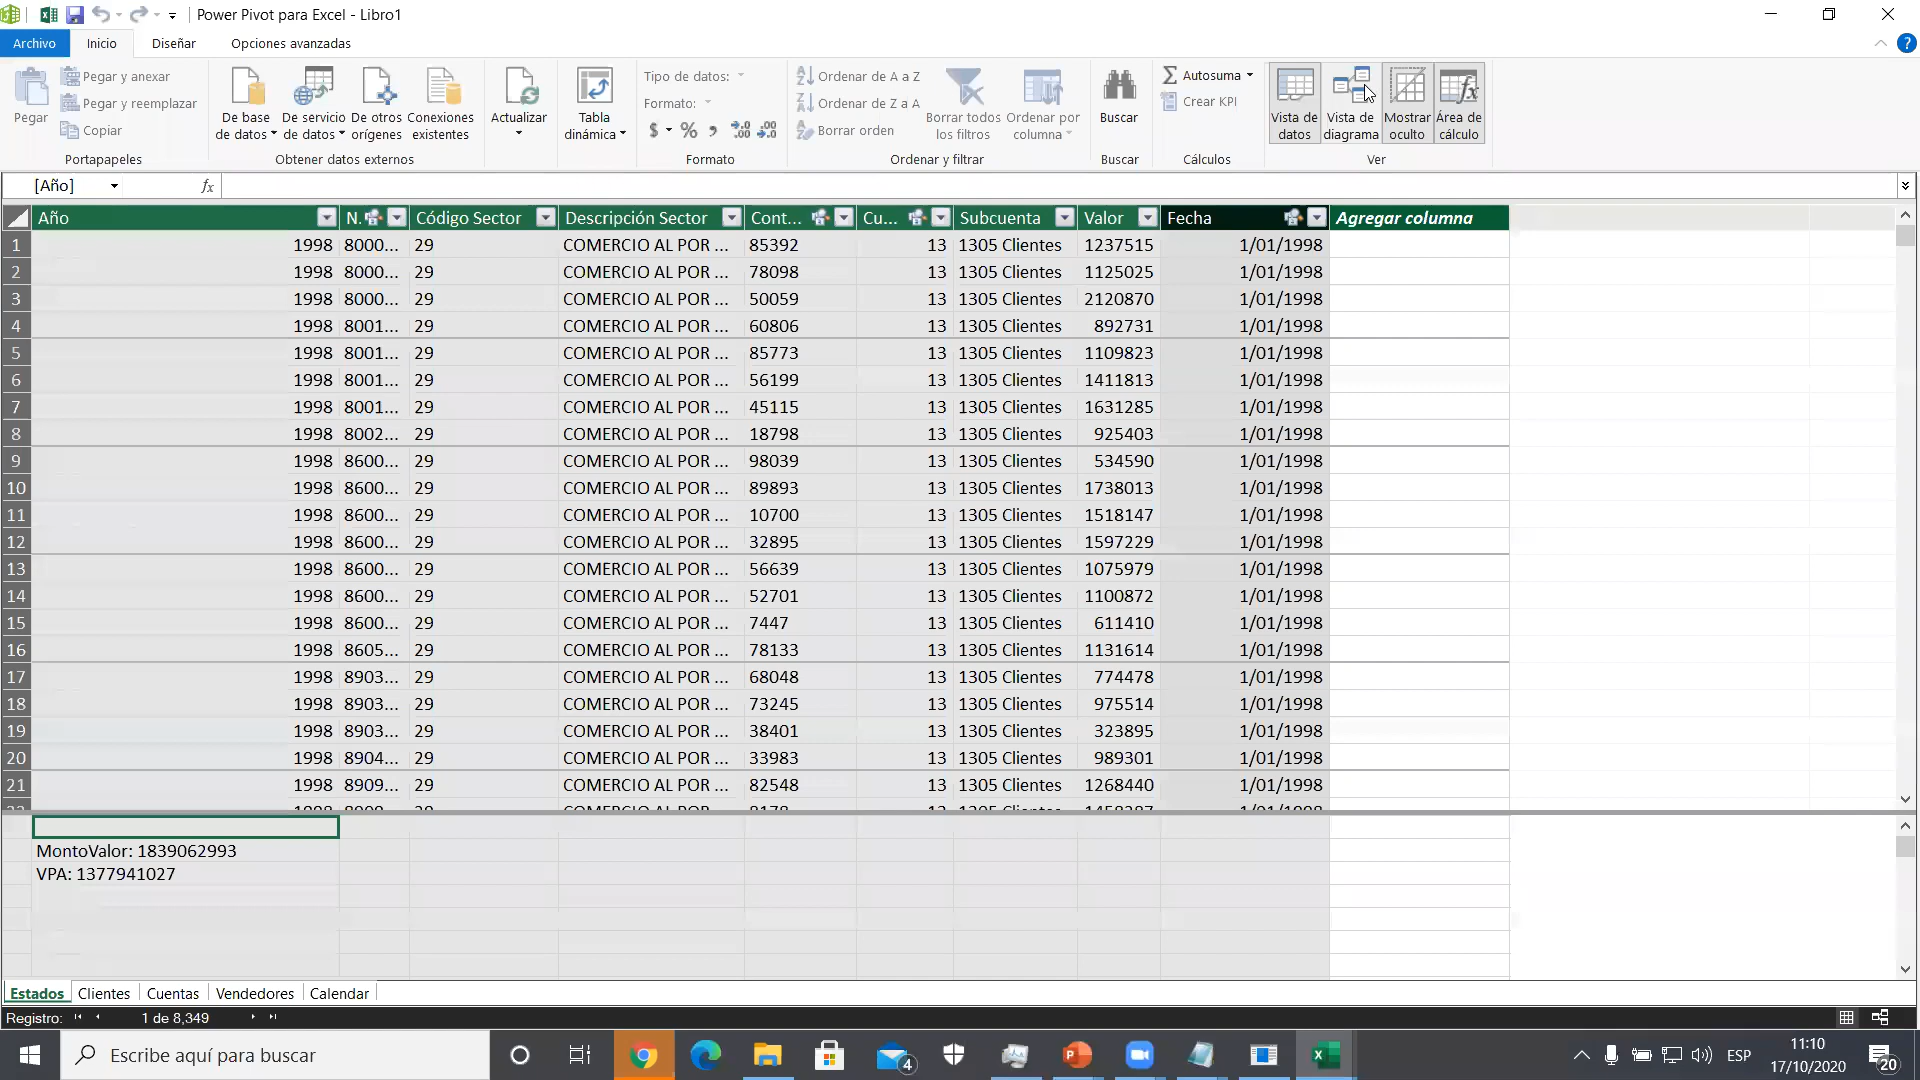 Power Pivot para Excel - Libro1
Archivo Inicio Diseñar Opciones avanzadas
Pegar
Pegar y anexar
Pegar y reemplazar
Copiar
Portapapeles
De base de datos
De servicio de datos
De otros orígenes
Conexiones existentes
Obtener datos externos
Actualizar
Tabla dinámica
Tipo de datos:
Formato:
$ % ,
Formato
Ordenar de A a Z
Ordenar de Z a A
Borrar orden
Borrar todos los filtros
Ordenar por columna
Ordenar y filtrar
Buscar
Buscar
Autosuma
Crear KPI
Cálculos
Vista de datos
Vista de diagrama
Mostrar oculto
Área de cálculo
Ver
[Año] fx
Año N. Código Sector Descripción Sector Cont... Cu... Subcuenta Valor Fecha Agregar columna
1 1998 8000... 29 COMERCIO AL POR ... 85392 13 1305 Clientes 1237515 1/01/1998
2 1998 8000... 29 COMERCIO AL POR ... 78098 13 1305 Clientes 1125025 1/01/1998
3 1998 8000... 29 COMERCIO AL POR ... 50059 13 1305 Clientes 2120870 1/01/1998
4 1998 8001... 29 COMERCIO AL POR ... 60806 13 1305 Clientes 892731 1/01/1998
5 1998 8001... 29 COMERCIO AL POR ... 85773 13 1305 Clientes 1109823 1/01/1998
6 1998 8001... 29 COMERCIO AL POR ... 56199 13 1305 Clientes 1411813 1/01/1998
7 1998 8001... 29 COMERCIO AL POR ... 45115 13 1305 Clientes 1631285 1/01/1998
8 1998 8002... 29 COMERCIO AL POR ... 18798 13 1305 Clientes 925403 1/01/1998
9 1998 8600... 29 COMERCIO AL POR ... 98039 13 1305 Clientes 534590 1/01/1998
10 1998 8600... 29 COMERCIO AL POR ... 89893 13 1305 Clientes 1738013 1/01/1998
11 1998 8600... 29 COMERCIO AL POR ... 10700 13 1305 Clientes 1518147 1/01/1998
12 1998 8600... 29 COMERCIO AL POR ... 32895 13 1305 Clientes 1597229 1/01/1998
13 1998 8600... 29 COMERCIO AL POR ... 56639 13 1305 Clientes 1075979 1/01/1998
14 1998 8600... 29 COMERCIO AL POR ... 52701 13 1305 Clientes 1100872 1/01/1998
15 1998 8600... 29 COMERCIO AL POR ... 7447 13 1305 Clientes 611410 1/01/1998
16 1998 8605... 29 COMERCIO AL POR ... 78133 13 1305 Clientes 1131614 1/01/1998
17 1998 8903... 29 COMERCIO AL POR ... 68048 13 1305 Clientes 774478 1/01/1998
18 1998 8903... 29 COMERCIO AL POR ... 73245 13 1305 Clientes 975514 1/01/1998
19 1998 8903... 29 COMERCIO AL POR ... 38401 13 1305 Clientes 323895 1/01/1998
20 1998 8904... 29 COMERCIO AL POR ... 33983 13 1305 Clientes 989301 1/01/1998
21 1998 8909... 29 COMERCIO AL POR ... 82548 13 1305 Clientes 1268440 1/01/1998
MontoValor: 1839062993
VPA: 1377941027
Estados Clientes Cuentas Vendedores Calendar
Registro: 1 de 8,349
Escribe aquí para buscar
4
ESP
11:10
17/10/2020
20